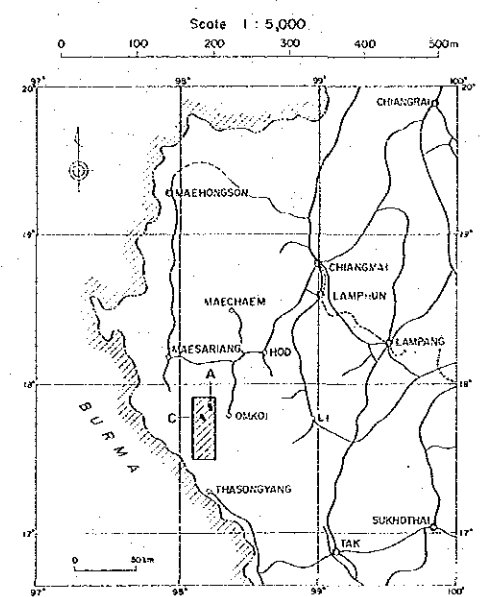 Scale 1 : 5,000
0 100 200 300 400 500m
97° 98° 99° 100°
20° 20°
CHIANGRAI
MAEHONGSON
19° 19°
CHIANGMAI
LAMPHUN
MAECHAEM
LAMPANG
MAESARIANG HOD
18° 18°
A
C OMKOI LI
BURMA
THASONGYANG
SUKHOTHAI
17° 17°
TAK
0 50km
97° 98° 99° 100°